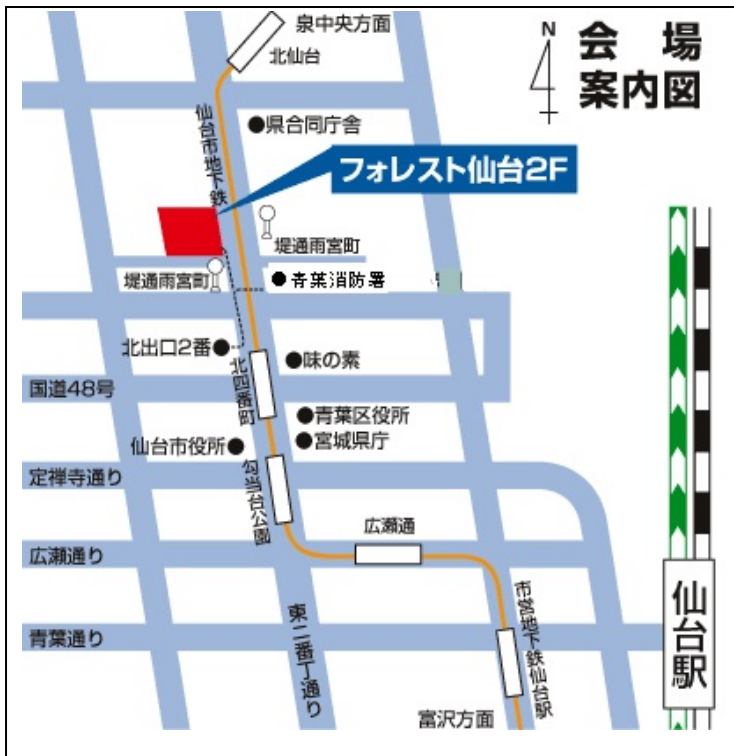 泉中央方面
北仙台
N
会場
案内図
県合同庁舎
仙台市地下鉄
フォレスト仙台2F
堤通雨宮町
堤通雨宮町
青葉消防署
北出口2番
味の素
国道48号
北四番町
青葉区役所
仙台市役所
宮城県庁
定禅寺通り
勾当台公園
広瀬通
広瀬通り
市営地下鉄仙台駅
仙台駅
東二番丁通り
青葉通り
富沢方面